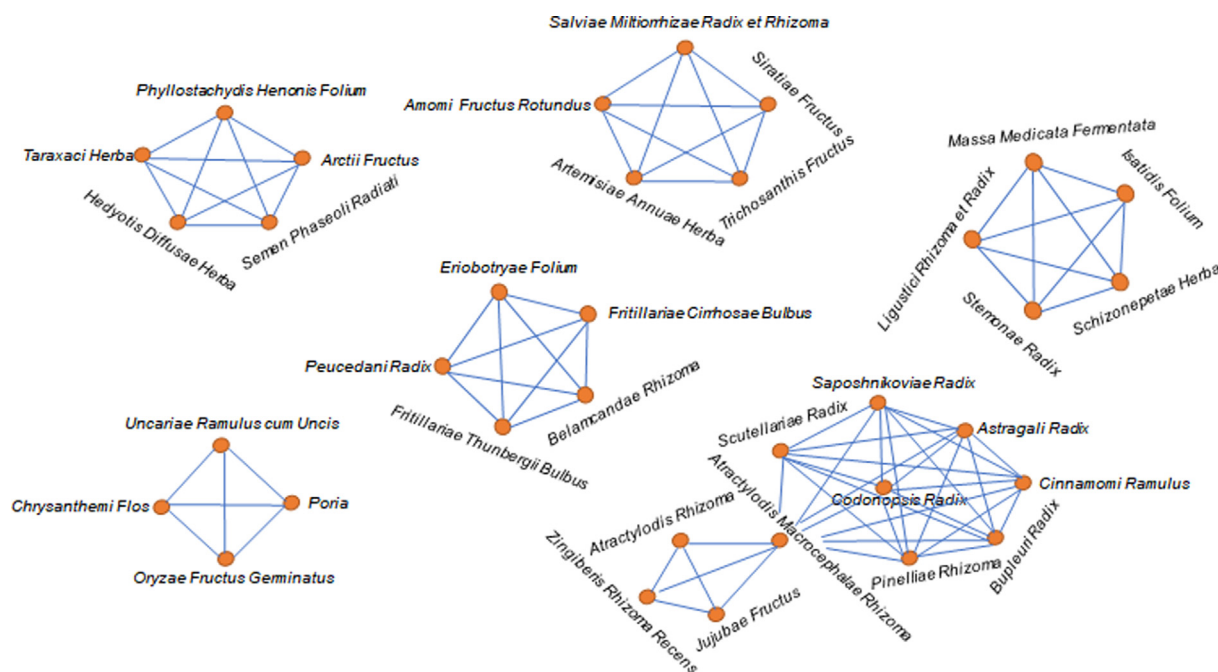 Salviae Miltiorrhizae Radix et Rhizoma
Amomi Fructus Rotundus
Siratiae Fructus s
Artemisiae Annuae Herba
Trichosanthis Fructus
Phyllostachydis Henonis Folium
Taraxaci Herba
Arctii Fructus
Hedyotis Diffusae Herba
Semen Phaseoli Radiati
Massa Medicata Fermentata
Isatidis Folium
Ligustici Rhizoma et Radix
Stemonae Radix
Schizonepetae Herba
Eriobotryae Folium
Fritillariae Cirrhosae Bulbus
Peucedani Radix
Fritillariae Thunbergii Bulbus
Belamcandae Rhizoma
Uncariae Ramulus cum Uncis
Chrysanthemi Flos
Poria
Oryzae Fructus Germinatus
Saposhnikoviae Radix
Scutellariae Radix
Astragali Radix
Cinnamomi Ramulus
Codonopsis Radix
Atractylodis Macrocephalae Rhizoma
Atractylodis Rhizoma
Pinelliae Rhizoma
Bupleuri Radix
Zingiberis Rhizoma Recens
Jujubae Fructus